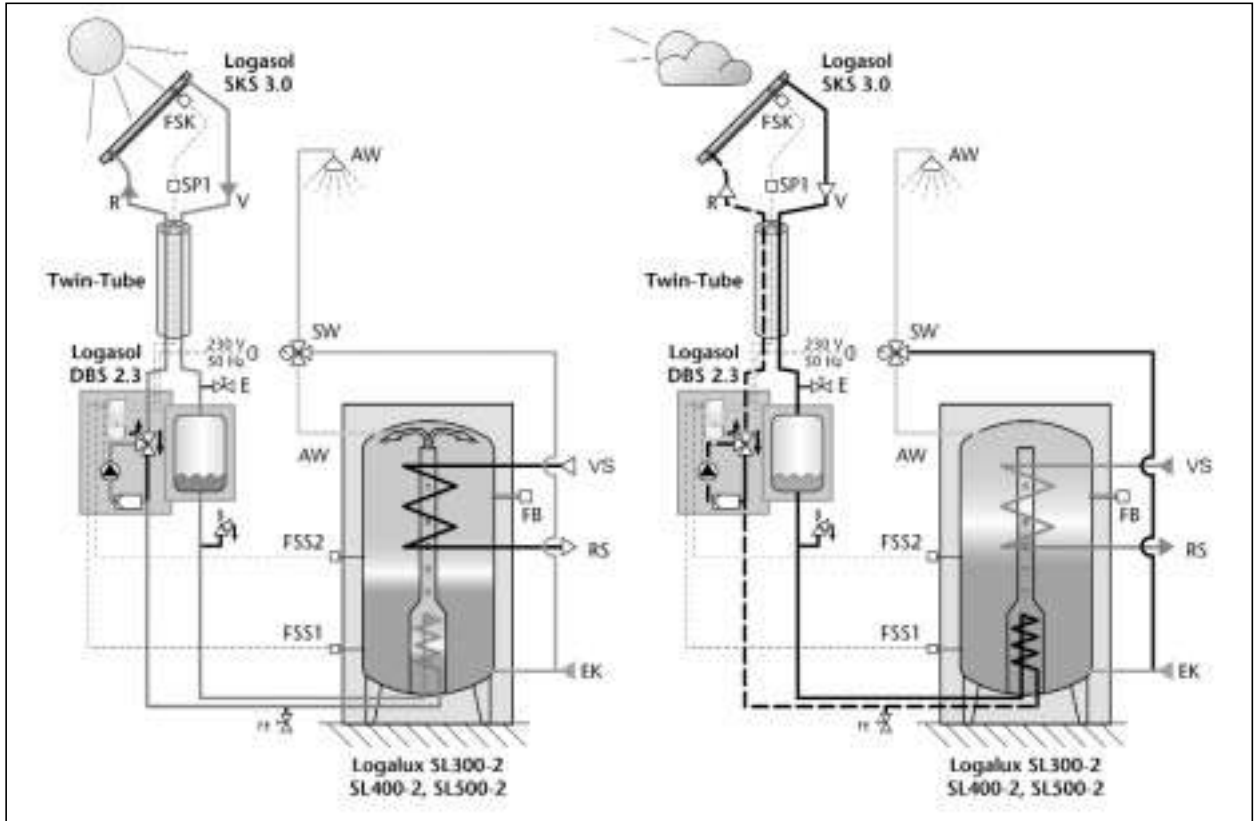 Logasol
SKS 3.0
FSK
AW
SP1
R
V
Twin-Tube
SW
230 V
50 Hz
Logasol
DBS 2.3
E
AW
VS
FB
FSS2
RS
FSS1
EK
Logalux SL300-2
SL400-2, SL500-2
Logasol
SKS 3.0
FSK
AW
SP1
R
V
Twin-Tube
SW
230 V
50 Hz
Logasol
DBS 2.3
E
AW
VS
FB
FSS2
RS
FSS1
EK
Logalux SL300-2
SL400-2, SL500-2